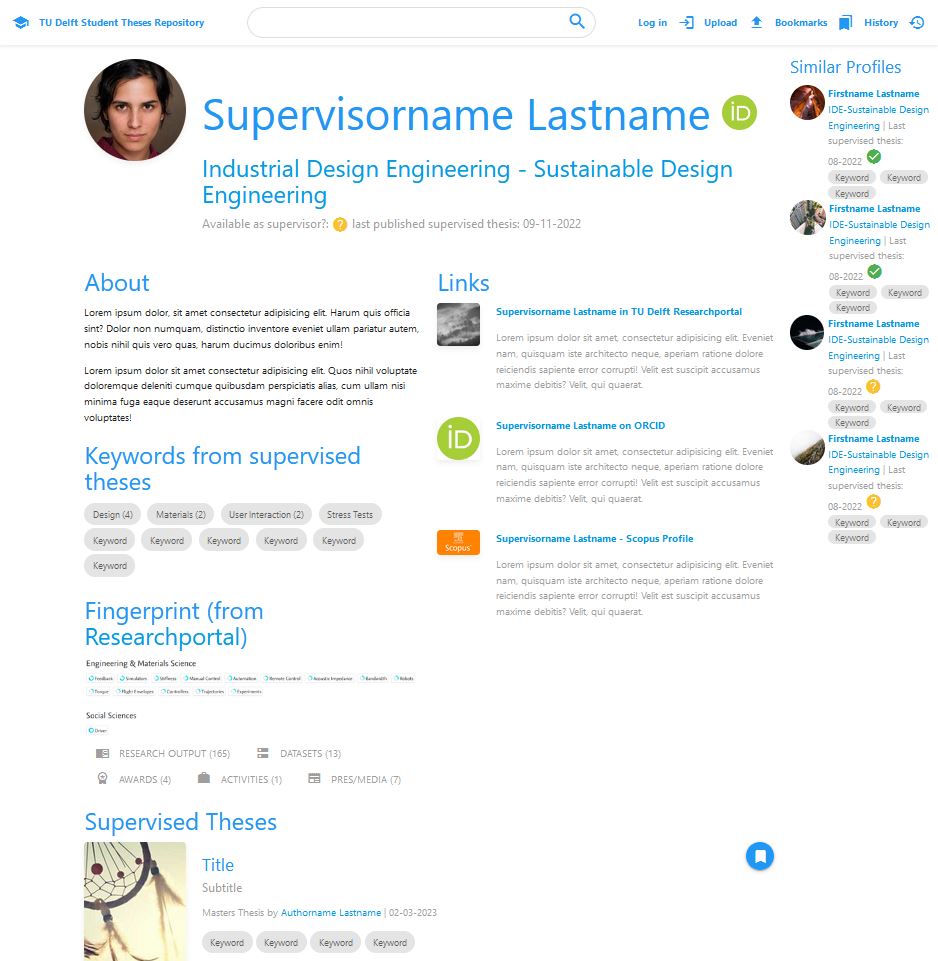 TU Delft Student Theses Repository
Log in
Upload
Bookmarks
History
Supervisorname Lastname
iD
Industrial Design Engineering - Sustainable Design
Engineering
Available as supervisor?: ? last published supervised thesis: 09-11-2022
About
Lorem ipsum dolor, sit amet consectetur adipisicing elit. Harum quis officia
sint? Dolor non numquam, distinctio inventore eveniet ullam pariatur autem,
nobis nihil quis vero quas, harum ducimus doloribus enim!
Lorem ipsum dolor, sit amet consectetur adipisicing elit. Quos nihil voluptate
doloremque deleniti cumque quibusdam perspiciatis alias, cum ullam nisi
minima fuga eaque deserunt accusamus magni facere odit omnis
voluptates!
Keywords from supervised
theses
Design (4)
Materials (2)
User Interaction (2)
Stress Tests
Keyword
Keyword
Keyword
Keyword
Keyword
Keyword
Fingerprint (from
Researchportal)
Engineering & Materials Science
Feedback
Simulators
Stiffness
Manual Control
Automation
Remote Control
Acoustic Impedance
Bandwidth
Robots
Torque
Flight Envelopes
Controllers
Trajectories
Experiments
Social Sciences
Driver
RESEARCH OUTPUT (165)
DATASETS (13)
AWARDS (4)
ACTIVITIES (1)
PRES/MEDIA (7)
Links
Supervisorname Lastname in TU Delft Researchportal
Lorem ipsum dolor sit amet, consectetur adipisicing elit. Eveniet
nam, quisquam iste architecto neque, aperiam ratione dolore
reiciendis sapiente error corrupti! Velit est suscipit accusamus
maxime debitis? Velit, qui quaerat.
iD
Supervisorname Lastname on ORCID
Lorem ipsum dolor sit amet, consectetur adipisicing elit. Eveniet
nam, quisquam iste architecto neque, aperiam ratione dolore
reiciendis sapiente error corrupti! Velit est suscipit accusamus
maxime debitis? Velit, qui quaerat.
Scopus
Supervisorname Lastname - Scopus Profile
Lorem ipsum dolor sit amet, consectetur adipisicing elit. Eveniet
nam, quisquam iste architecto neque, aperiam ratione dolore
reiciendis sapiente error corrupti! Velit est suscipit accusamus
maxime debitis? Velit, qui quaerat.
Supervised Theses
Title
Subtitle
Masters Thesis by Authorname Lastname | 02-03-2023
Keyword
Keyword
Keyword
Keyword
Similar Profiles
Firstname Lastname
IDE-Sustainable Design
Engineering | Last
supervised thesis:
08-2022
Keyword
Keyword
Keyword
Firstname Lastname
IDE-Sustainable Design
Engineering | Last
supervised thesis:
08-2022
Keyword
Keyword
Keyword
Firstname Lastname
IDE-Sustainable Design
Engineering | Last
supervised thesis:
08-2022 ?
Keyword
Keyword
Keyword
Firstname Lastname
IDE-Sustainable Design
Engineering | Last
supervised thesis:
08-2022 ?
Keyword
Keyword
Keyword